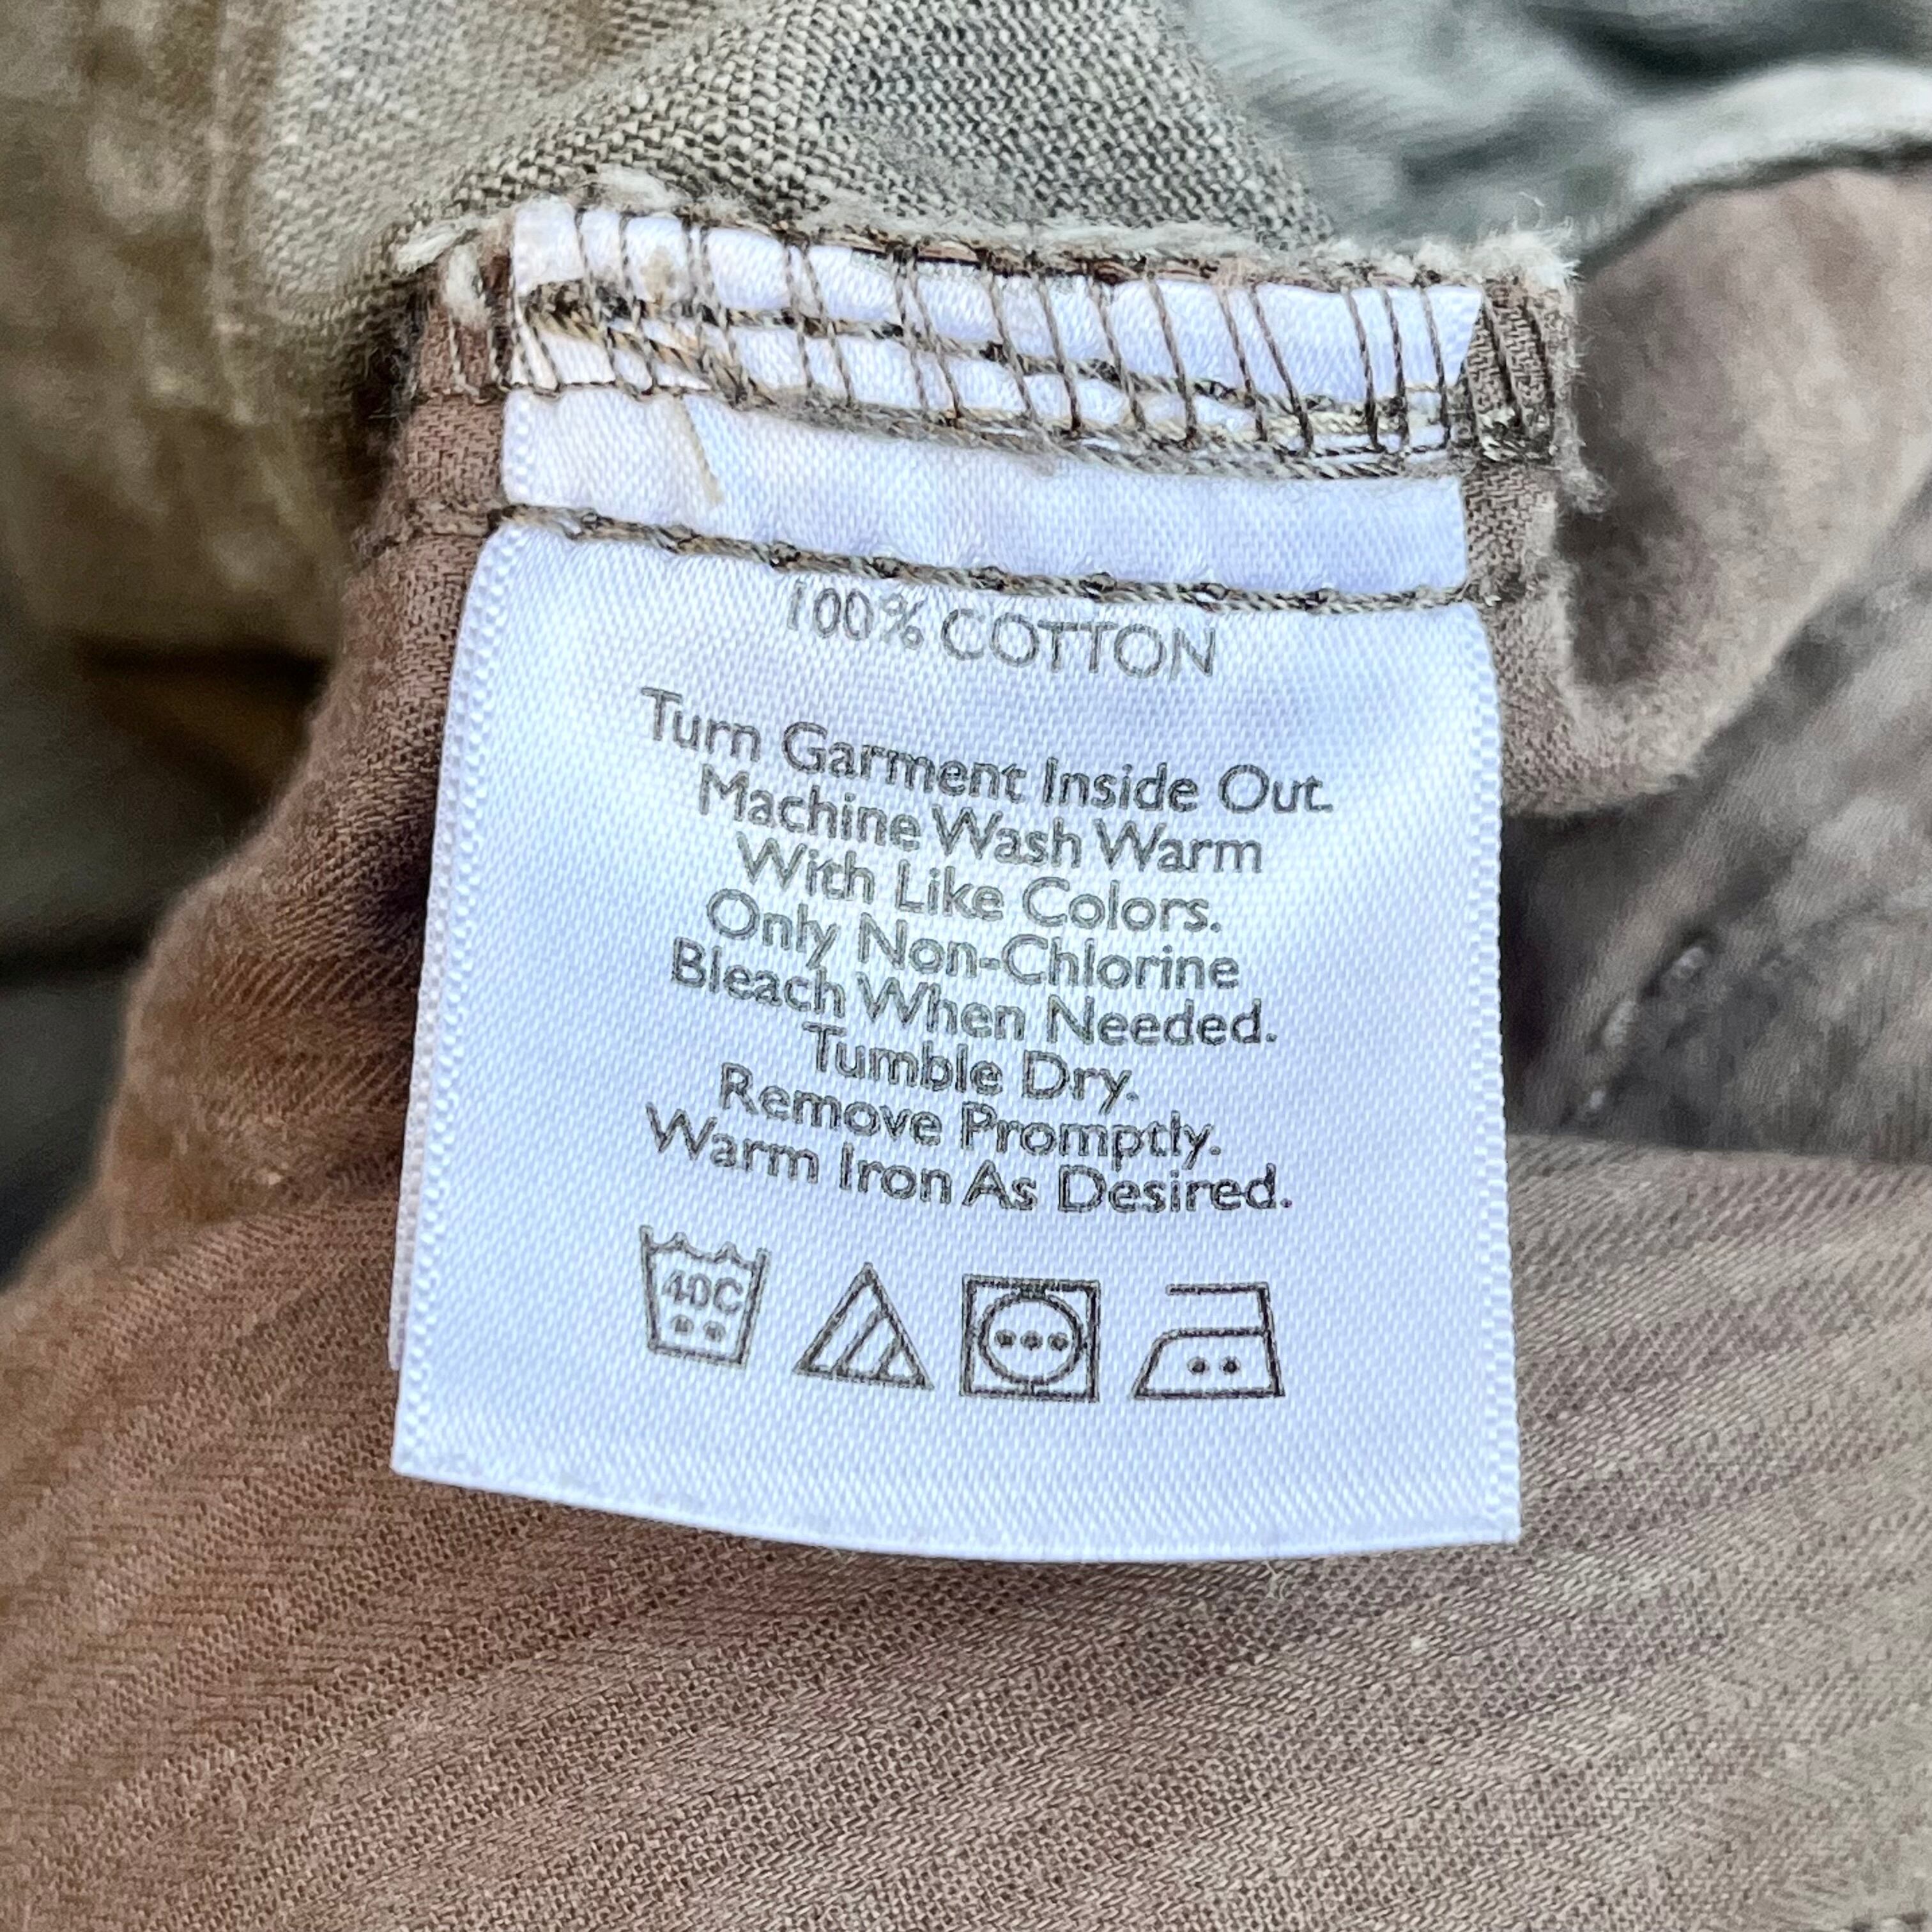 100% COTTON
Turn Garment Inside Out.
Machine Wash Warm
With Like Colors.
Only Non-Chlorine
Bleach When Needed.
Tumble Dry.
Remove Promptly.
Warm Iron As Desired.
40C